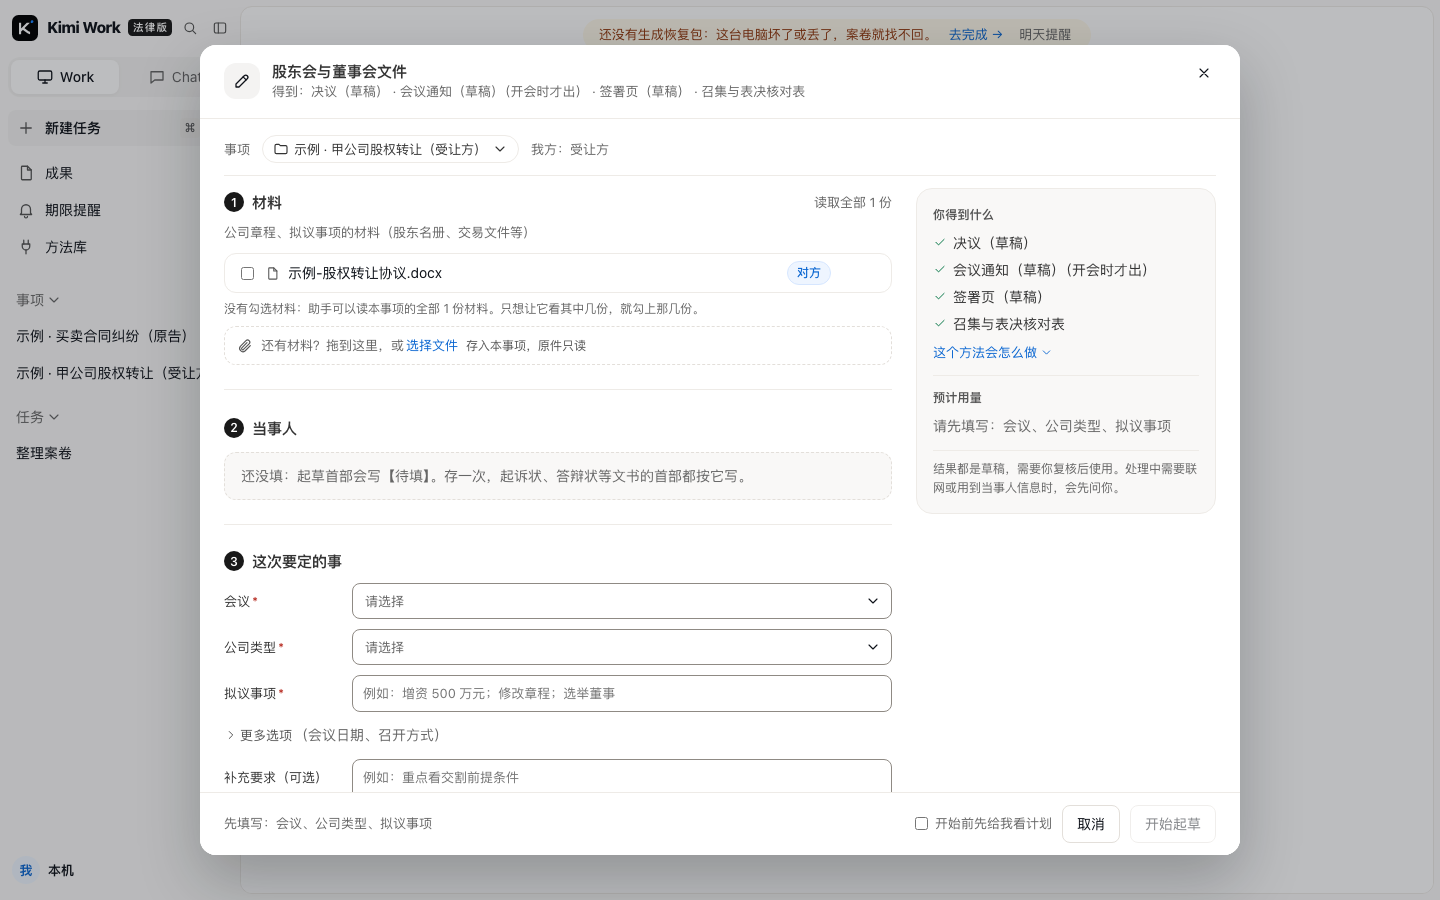 Kimi Work 法律版
Work
Chat
新建任务 ⌘
成果
期限提醒
方法库
事项
示例 · 买卖合同纠纷（原告）
示例 · 甲公司股权转让（受让
任务
整理案卷
我 本机
还没有生成恢复包：这台电脑坏了或丢了，案卷就找不回。 去完成 → 明天提醒
股东会与董事会文件
得到：决议（草稿） · 会议通知（草稿）（开会时才出） · 签署页（草稿） · 召集与表决核对表
事项 示例 · 甲公司股权转让（受让方） 我方：受让方
1 材料 读取全部 1 份
公司章程、拟议事项的材料（股东名册、交易文件等）
示例-股权转让协议.docx 对方
没有勾选材料：助手可以读本事项的全部 1 份材料。只想让它看其中几份，就勾上那几份。
还有材料？拖到这里，或 选择文件 存入本事项，原件只读
2 当事人
还没填：起草首部会写【待填】。存一次，起诉状、答辩状等文书的首部都按它写。
3 这次要定的事
会议* 请选择
公司类型* 请选择
拟议事项* 例如：增资 500 万元；修改章程；选举董事
更多选项 （会议日期、召开方式）
补充要求（可选） 例如：重点看交割前提条件
你得到什么
决议（草稿）
会议通知（草稿）（开会时才出）
签署页（草稿）
召集与表决核对表
这个方法会怎么做
预计用量
请先填写：会议、公司类型、拟议事项
结果都是草稿，需要你复核后使用。处理中需要联
网或用到当事人信息时，会先问你。
先填写：会议、公司类型、拟议事项
开始前先给我看计划 取消 开始起草